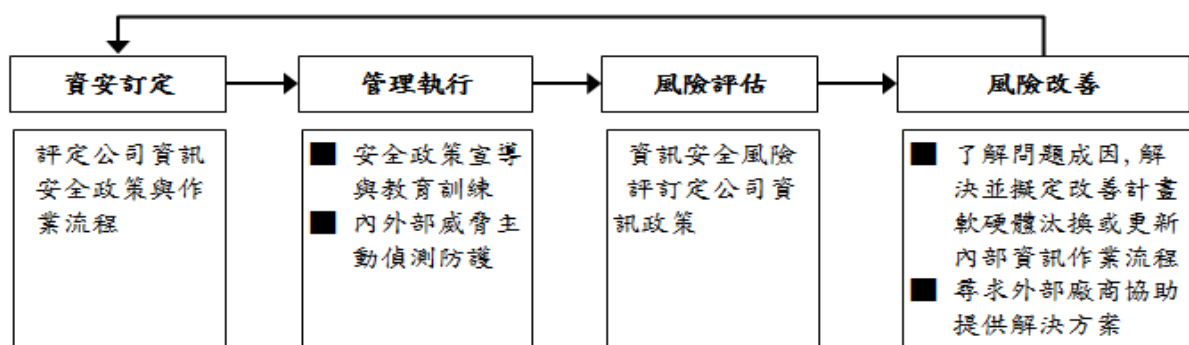 資安訂定
管理執行
風險評估
風險改善
評定公司資訊
安全政策與作
業流程
■ 安全政策宣導
與教育訓練
■ 內外部威脅主
動偵測防護
資訊安全風險
評訂定公司資
訊政策
■ 了解問題成因,解
決並擬定改善計畫
軟硬體汰換或更新
內部資訊作業流程
■ 尋求外部廠商協助
提供解決方案